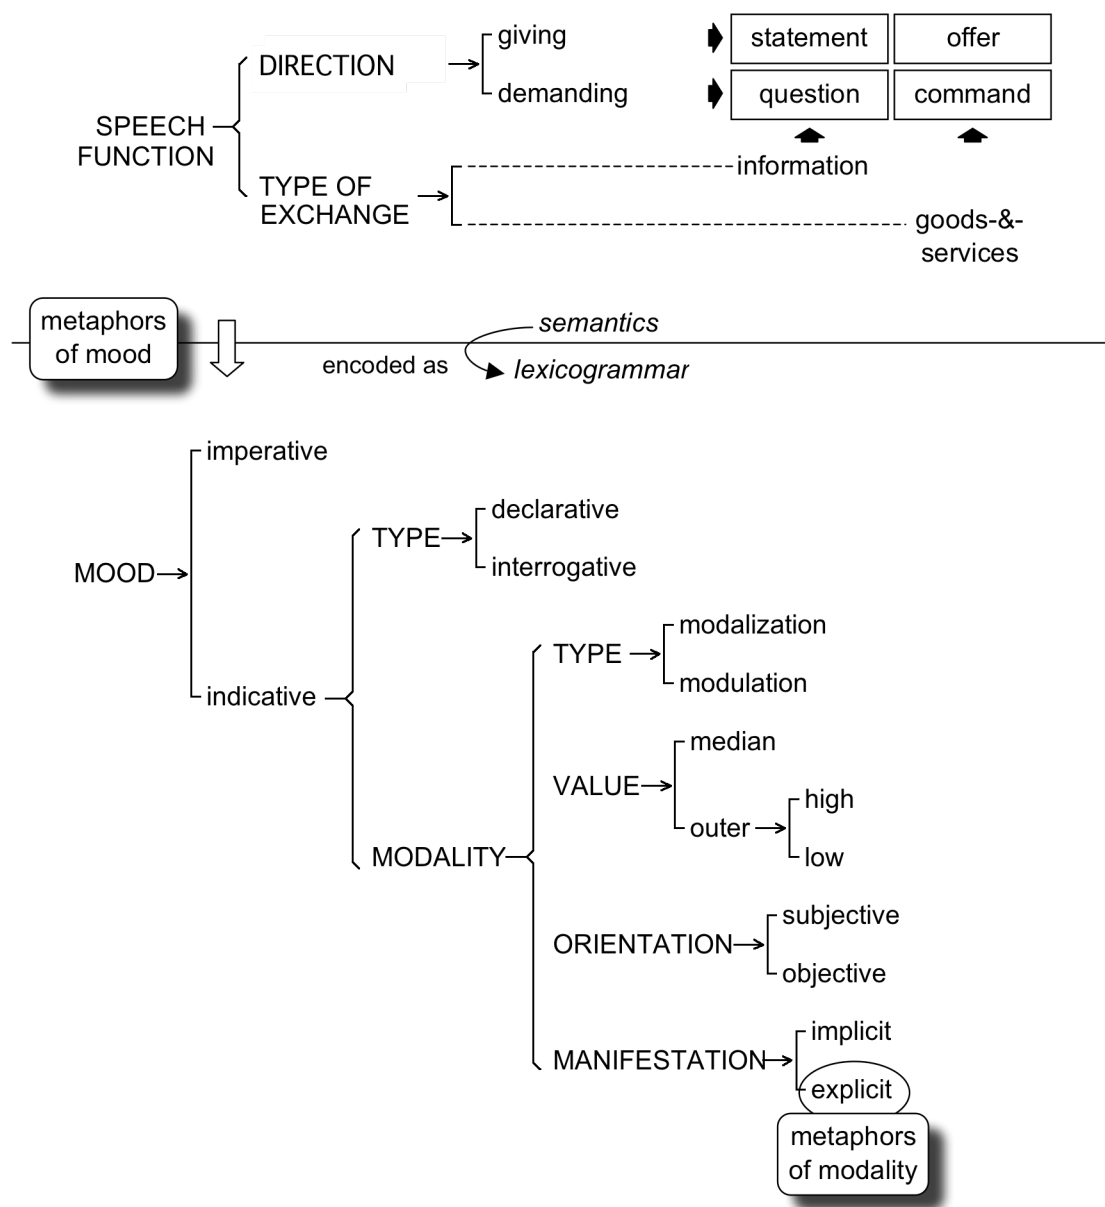 giving
statement
offer
DIRECTION
demanding
question
command
SPEECH
FUNCTION
information
TYPE OF
EXCHANGE
goods-&-
services
metaphors
of mood
semantics
encoded as
lexicogrammar
imperative
declarative
TYPE
interrogative
MOOD
modalization
TYPE
modulation
indicative
median
VALUE
high
outer
low
MODALITY
subjective
ORIENTATION
objective
implicit
MANIFESTATION
explicit
metaphors
of modality